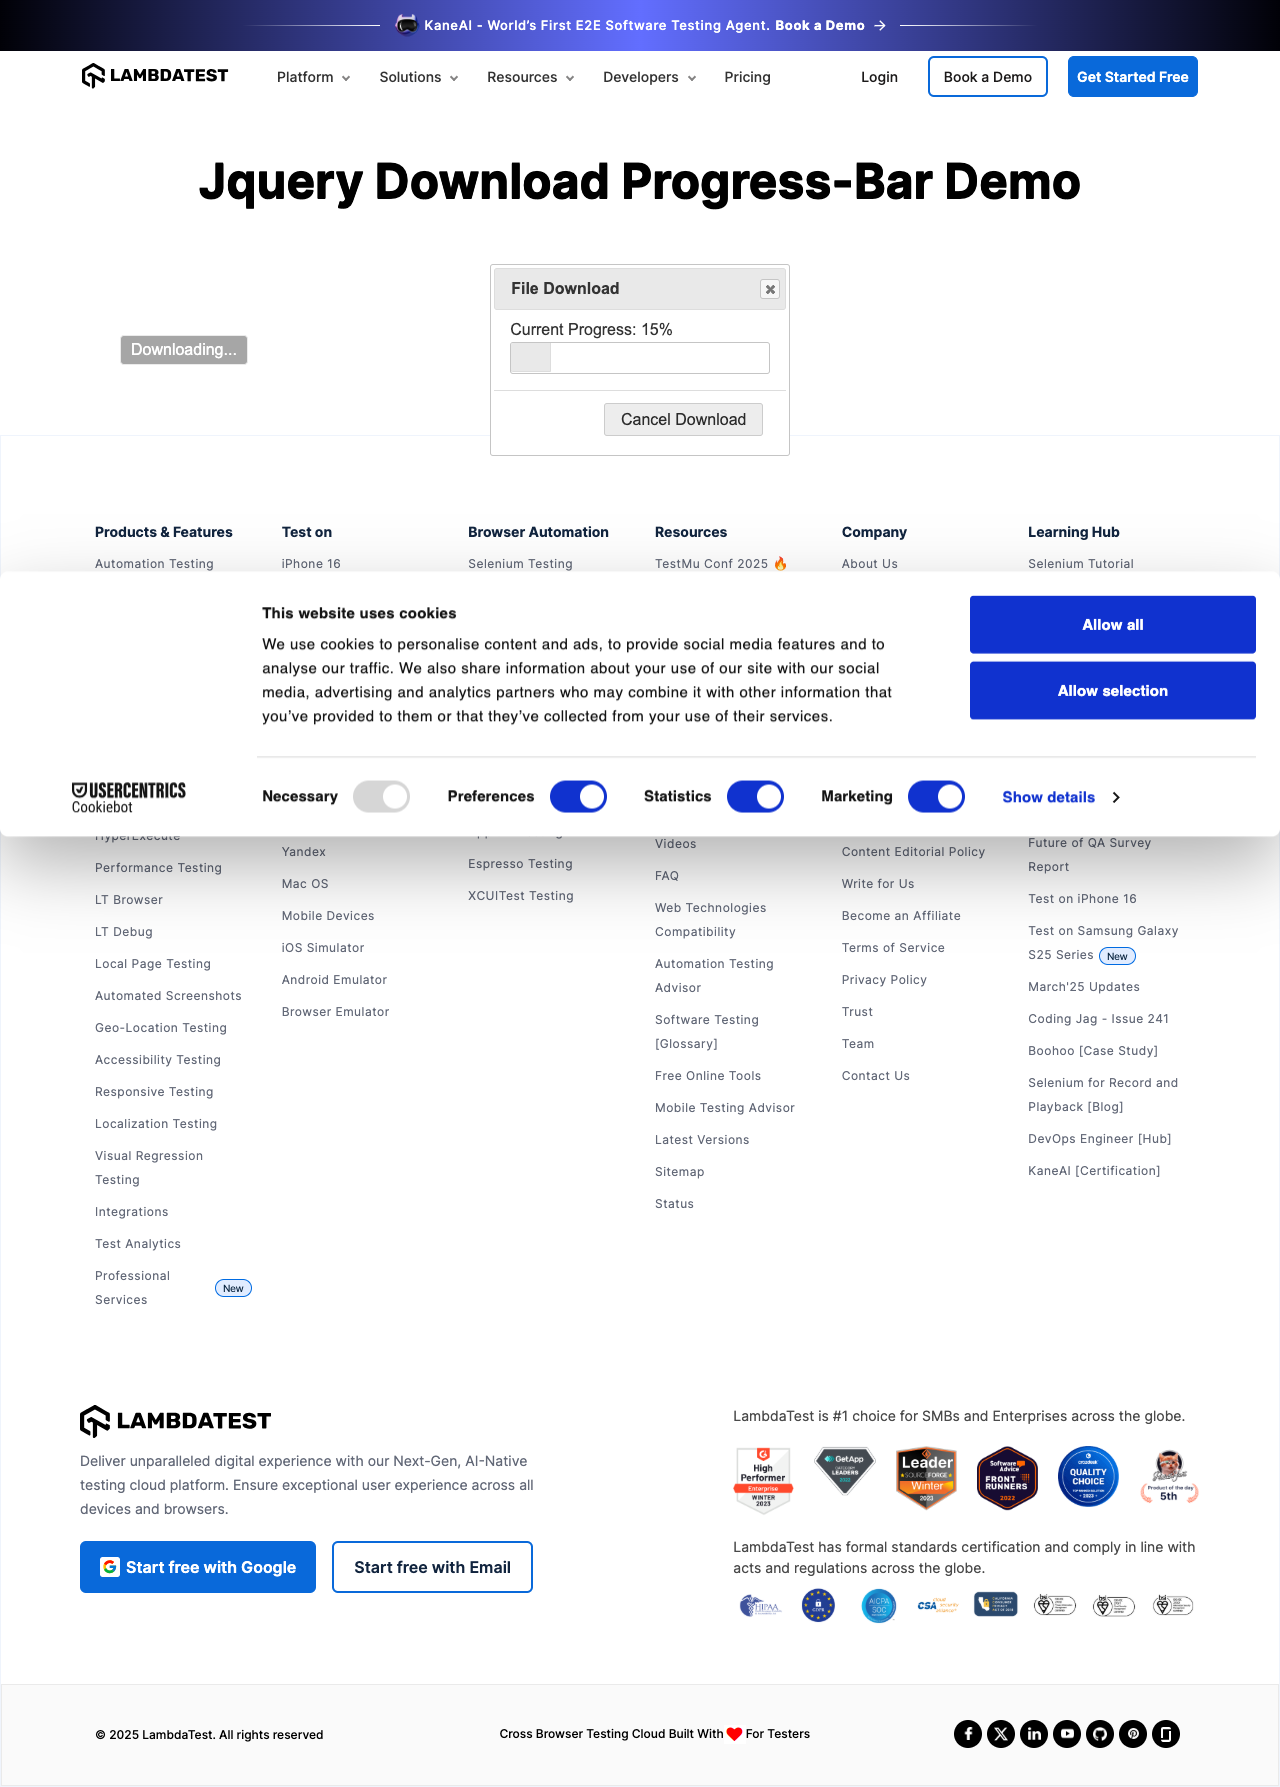 KaneAI - World's First E2E Software Testing Agent. Book a Demo
LAMBDATEST
Platform
Solutions
Resources
Developers
Pricing
Login
Book a Demo
Get Started Free
Jquery Download Progress-Bar Demo
File Download
Current Progress: 15%
Downloading...
Cancel Download
Products & Features
Test on
Browser Automation
Resources
Company
Learning Hub
Automation Testing
iPhone 16
Selenium Testing
TestMu Conf 2025 🔥
About Us
Selenium Tutorial
This website uses cookies
We use cookies to personalise content and ads, to provide social media features and to
analyse our traffic. We also share information about your use of our site with our social
media, advertising and analytics partners who may combine it with other information that
you've provided to them or that they've collected from your use of their services.
Allow all
Allow selection
USERCENTRICS
Cookiebot
Necessary
Preferences
Statistics
Marketing
Show details
HyperExecute
Performance Testing
LT Browser
LT Debug
Local Page Testing
Automated Screenshots
Geo-Location Testing
Accessibility Testing
Responsive Testing
Localization Testing
Visual Regression
Testing
Integrations
Test Analytics
Professional
Services
New
Yandex
Mac OS
Mobile Devices
iOS Simulator
Android Emulator
Browser Emulator
Espresso Testing
XCUITest Testing
Videos
FAQ
Web Technologies
Compatibility
Automation Testing
Advisor
Software Testing
[Glossary]
Free Online Tools
Mobile Testing Advisor
Latest Versions
Sitemap
Status
Content Editorial Policy
Write for Us
Become an Affiliate
Terms of Service
Privacy Policy
Trust
Team
Contact Us
Future of QA Survey
Report
Test on iPhone 16
Test on Samsung Galaxy
S25 Series New
March'25 Updates
Coding Jag - Issue 241
Boohoo [Case Study]
Selenium for Record and
Playback [Blog]
DevOps Engineer [Hub]
KaneAI [Certification]
LAMBDATEST
Deliver unparalleled digital experience with our Next-Gen, AI-Native
testing cloud platform. Ensure exceptional user experience across all
devices and browsers.
Start free with Google
Start free with Email
LambdaTest is #1 choice for SMBs and Enterprises across the globe.
High
Performer
Enterprise
WINTER
2023
GetApp
CATEGORY
LEADERS
2022
Leader
SOURCEFORGE
Winter
2023
Software
Advice
FRONT
RUNNERS
2022
crozdesk
QUALITY
CHOICE
2023
Product of the day
5th
LambdaTest has formal standards certification and comply in line with
acts and regulations across the globe.
HIPAA
GDPR
AICPA
SOC
CSA
© 2025 LambdaTest. All rights reserved
Cross Browser Testing Cloud Built With ❤ For Testers